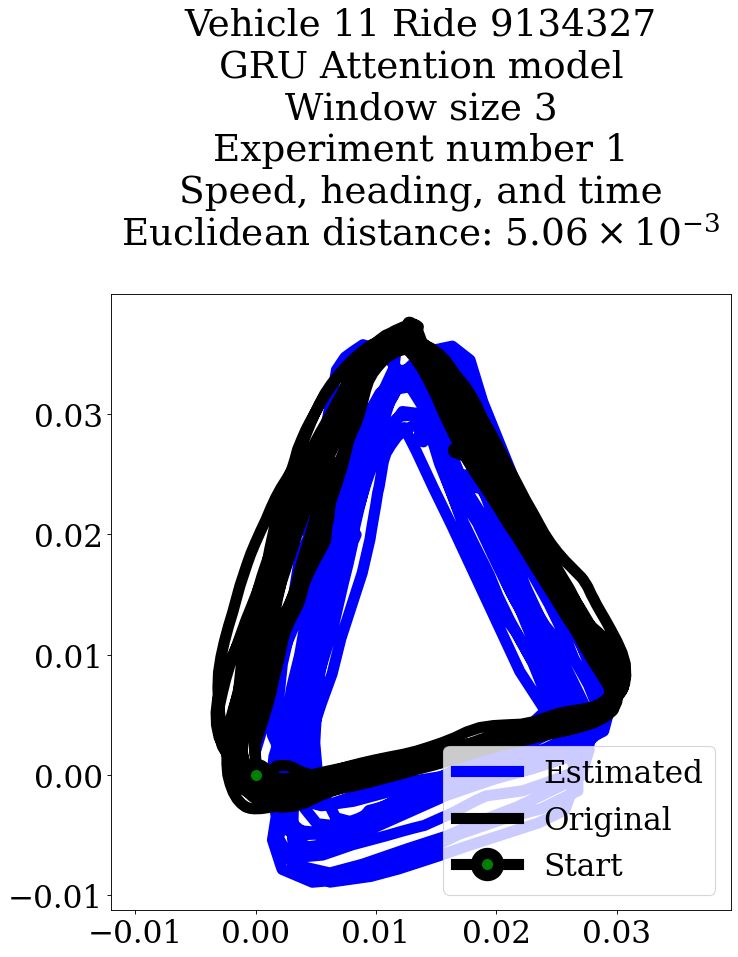 Vehicle 11 Ride 9134327
GRU Attention model
Window size 3
Experiment number 1
Speed, heading, and time
Euclidean distance: 5.06 × 10⁻³
0.03
0.02
0.01
0.00
−0.01
Estimated
Original
Start
−0.01 0.00 0.01 0.02 0.03